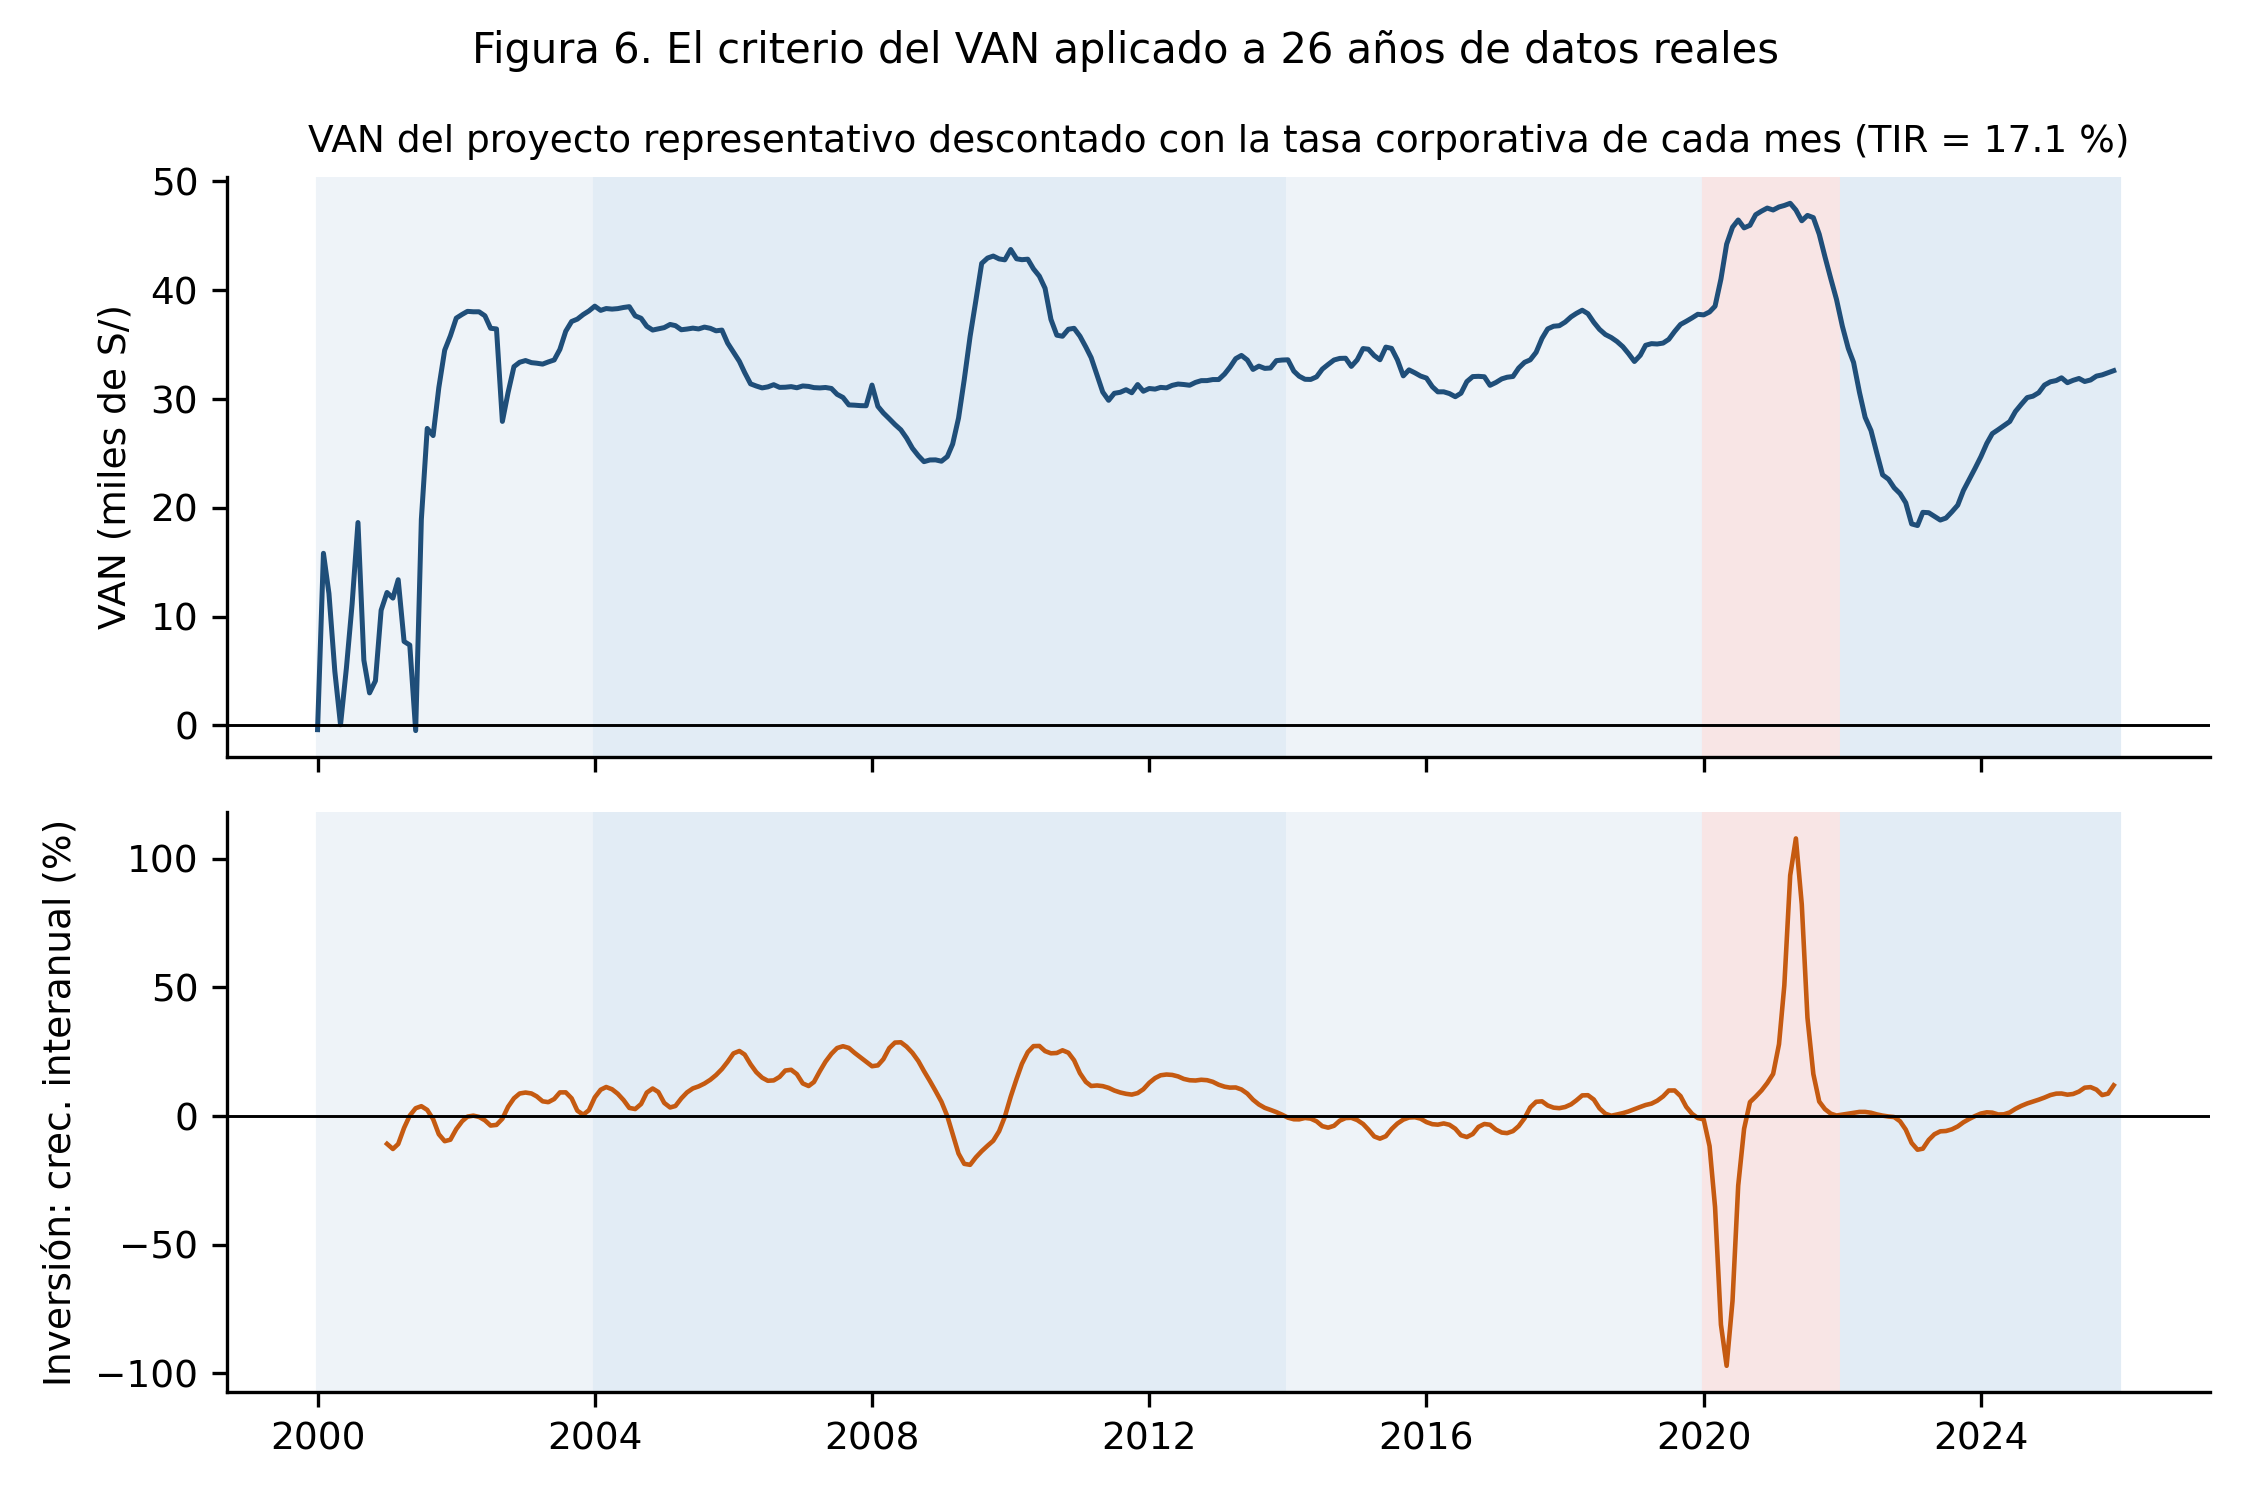 Figura 6. El criterio del VAN aplicado a 26 años de datos reales
VAN del proyecto representativo descontado con la tasa corporativa de cada mes (TIR = 17.1 %)
VAN (miles de S/)
50
40
30
20
10
0
Inversión: crec. interanual (%)
100
50
0
−50
−100
2000 2004 2008 2012 2016 2020 2024